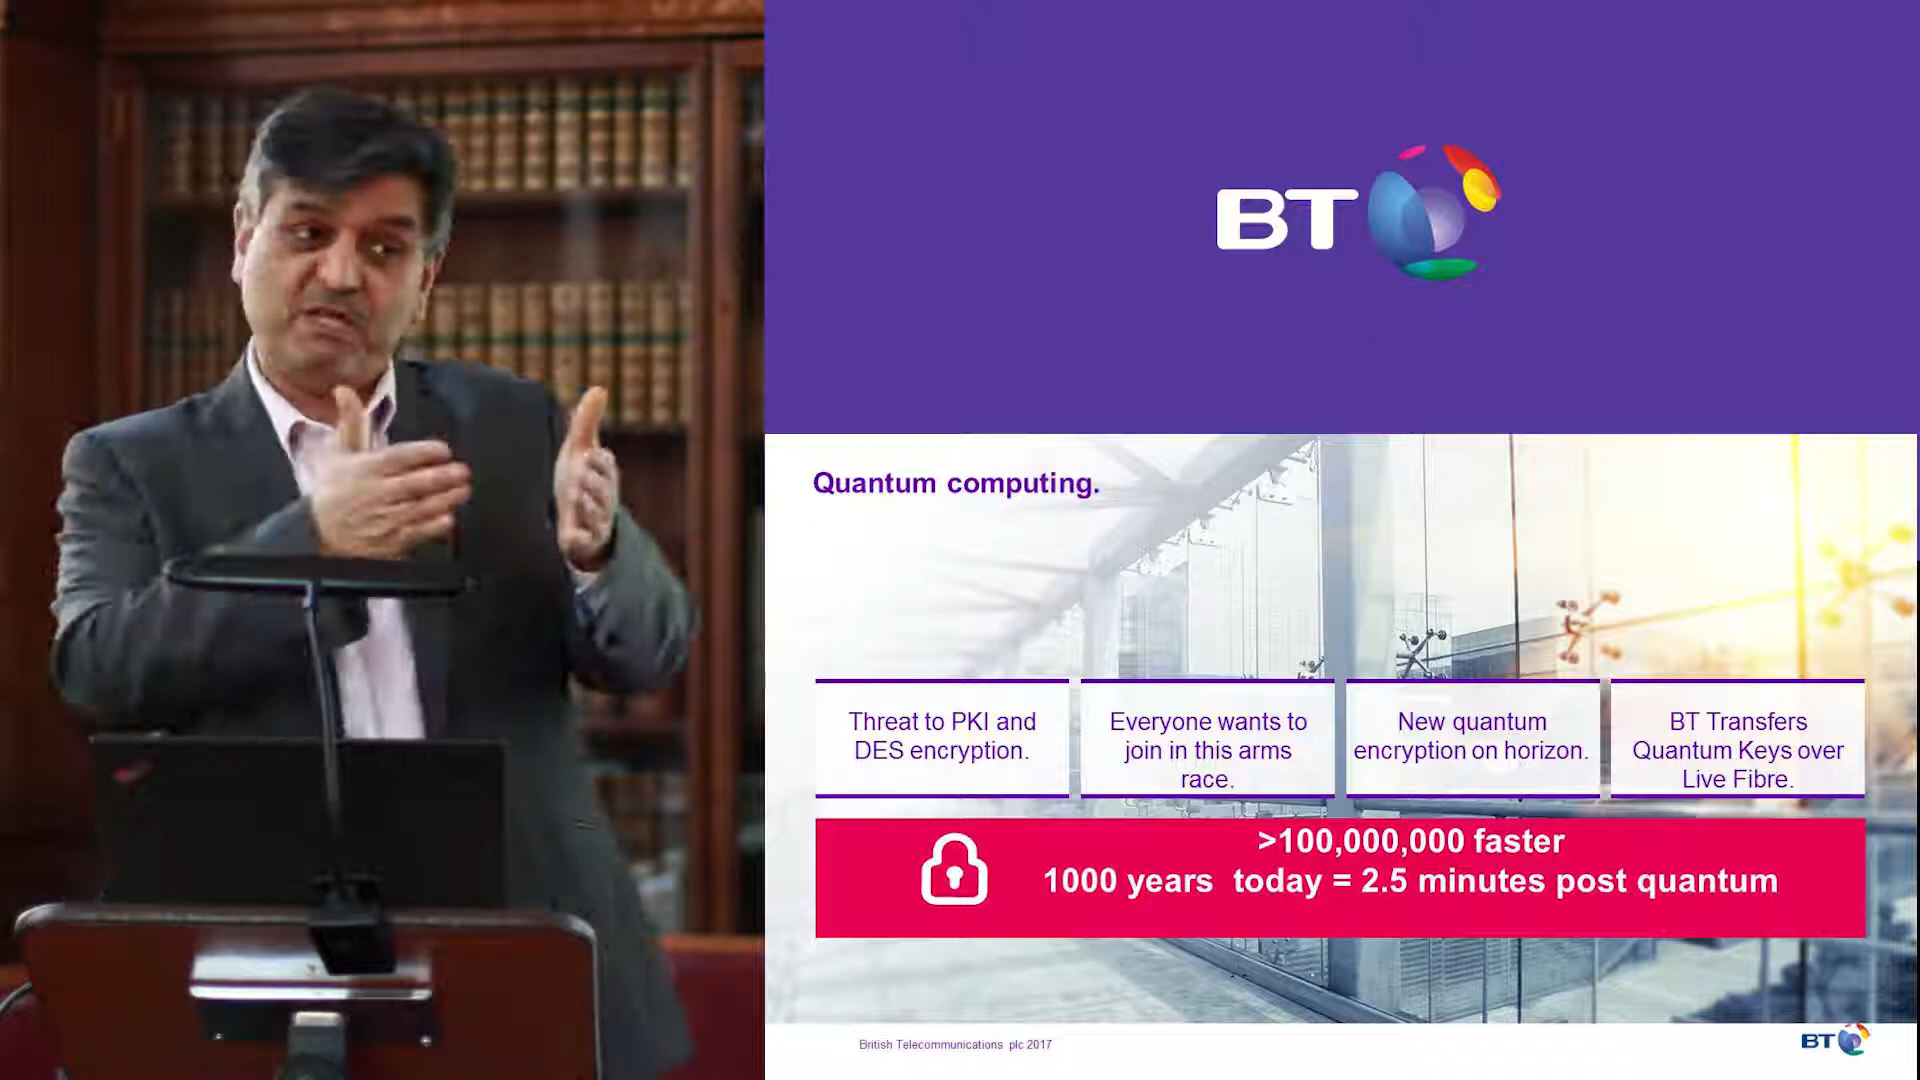 BT
Quantum computing.
Threat to PKI and
DES encryption.
Everyone wants to
join in this arms
race.
New quantum
encryption on horizon.
BT Transfers
Quantum Keys over
Live Fibre.
>100,000,000 faster
1000 years today = 2.5 minutes post quantum
British Telecommunications plc 2017
BT